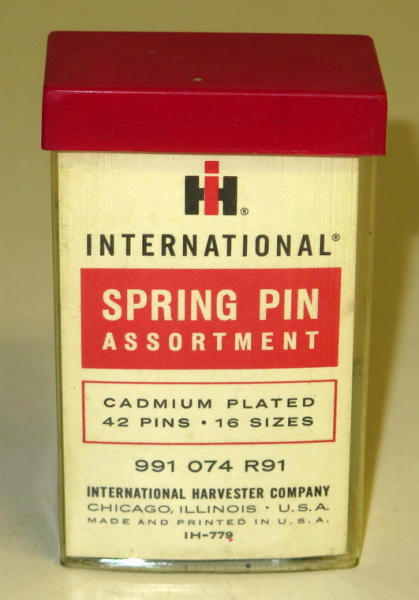 IH®
INTERNATIONAL®
SPRING PIN
ASSORTMENT
CADMIUM PLATED
42 PINS · 16 SIZES
991 074 R91
INTERNATIONAL HARVESTER COMPANY
CHICAGO, ILLINOIS · U.S.A.
MADE AND PRINTED IN U.S.A.
IH-779